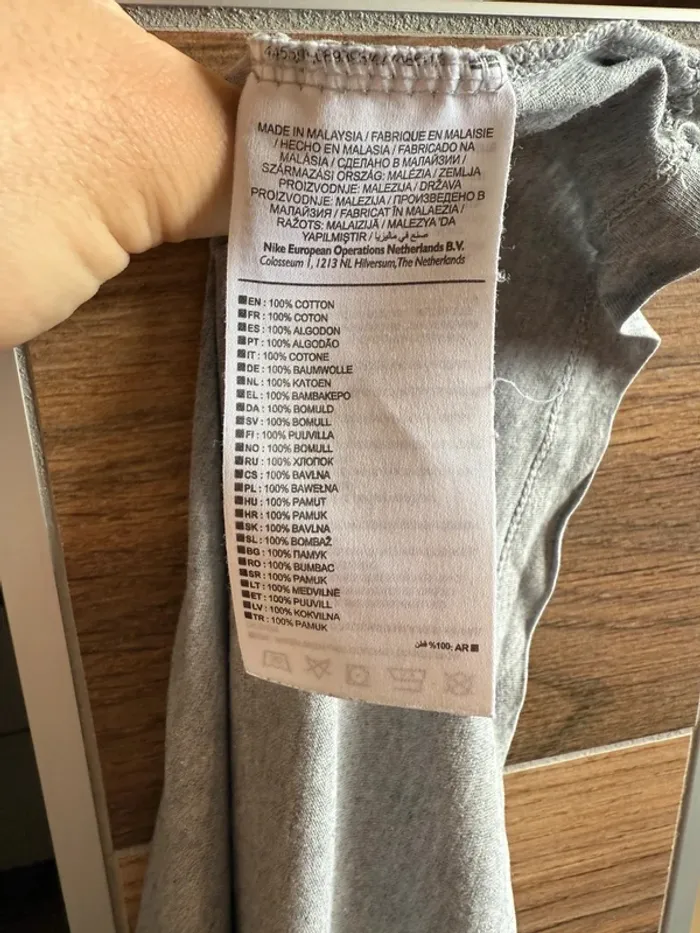 MADE IN MALAYSIA / FABRIQUE EN MALAISIE
/ HECHO EN MALASIA / FABRICADO NA
MALÁSIA / СДЕЛАНО В МАЛАЙЗИИ /
SZÁRMAZÁSI ORSZÁG: MALÉZIA / ZEMLJA
PROIZVODNJE: MALEZIJA / DRŽAVA
PROIZVODNJE: MALEZIJA / ПРОИЗВЕДЕНО В
МАЛАЙЗИЯ / FABRICAT ÎN MALAEZIA /
RAŽOTS: MALAIZIJĀ / MALEZYA'DA
YAPILMIŞTIR / صنع في ماليزيا
Nike European Operations Netherlands B.V.
Colosseum 1, 1213 NL Hilversum, The Netherlands
EN : 100% COTTON
FR : 100% COTON
ES : 100% ALGODON
PT : 100% ALGODÃO
IT : 100% COTONE
DE : 100% BAUMWOLLE
NL : 100% KATOEN
EL : 100% ΒΑΜΒΑΚΕΡΟ
DA : 100% BOMULD
SV : 100% BOMULL
FI : 100% PUUVILLA
NO : 100% BOMULL
RU : 100% ХЛОПОК
CS : 100% BAVLNA
PL : 100% BAWEŁNA
HU : 100% PAMUT
HR : 100% PAMUK
SK : 100% BAVLNA
SL : 100% BOMBAŽ
BG : 100% ПАМУК
RO : 100% BUMBAC
SR : 100% PAMUK
LT : 100% MEDVILNĖ
ET : 100% PUUVILL
LV : 100% KOKVILNA
TR : 100% PAMUK
AR :100% قطن